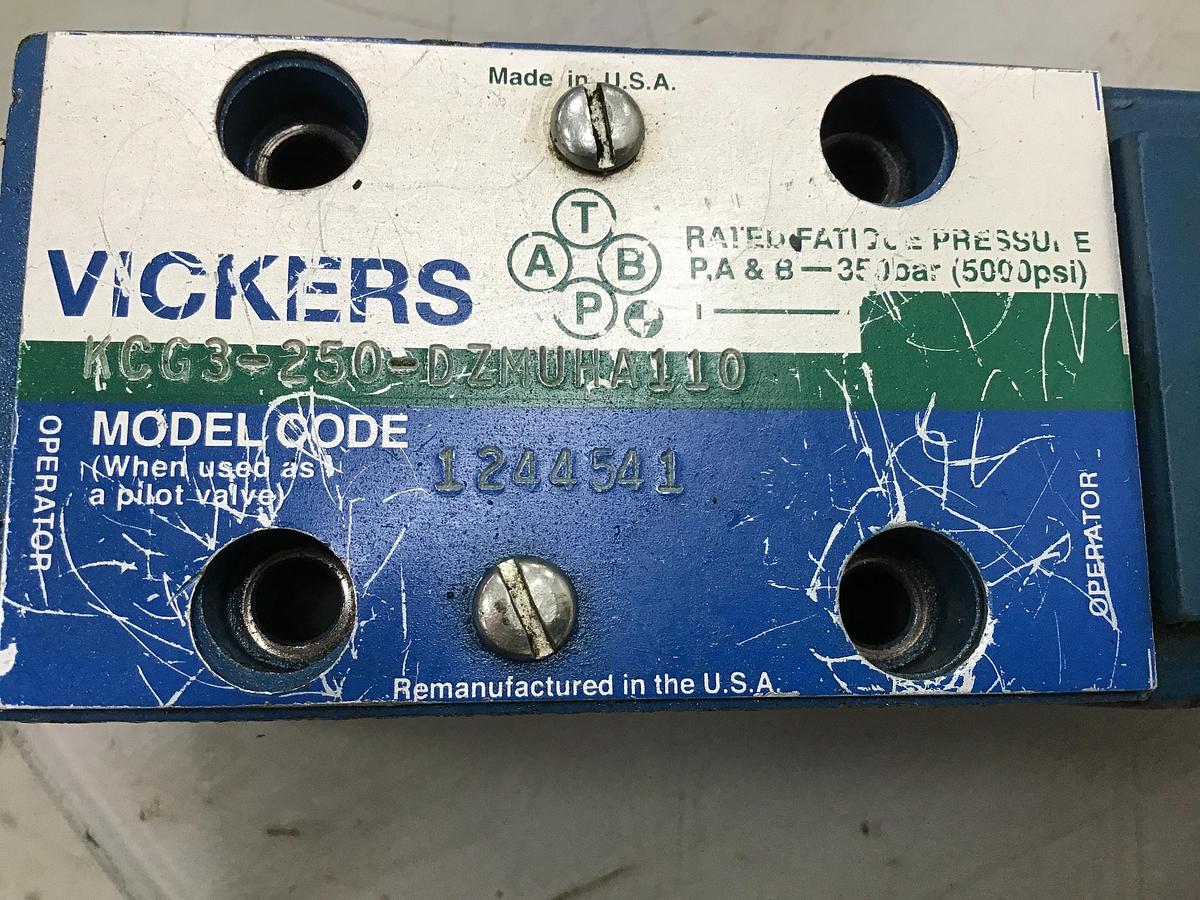 Made in U.S.A.
T
A B
P
VICKERS
RATED FATIGUE PRESSURE
P,A & B — 350bar (5000psi)
KCG3-250-DZMUHA110
MODEL CODE
(When used as
a pilot valve)
1244541
OPERATOR
OPERATOR
Remanufactured in the U.S.A.